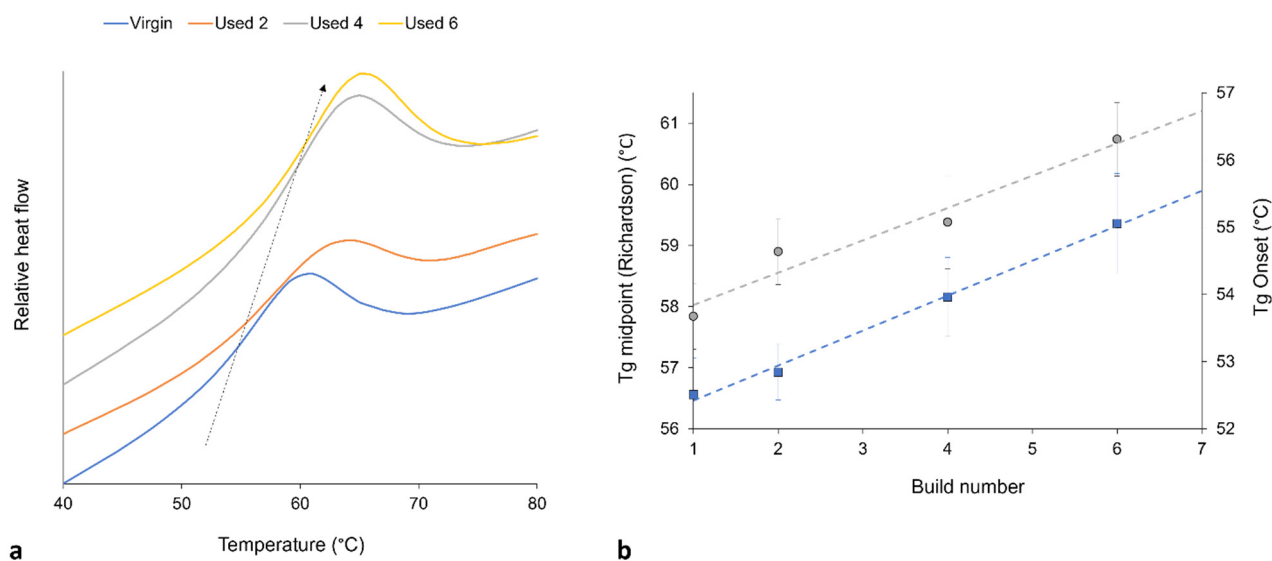 Virgin Used 2 Used 4 Used 6
Relative heat flow
40 50 60 70 80
Temperature (°C)
a
Tg midpoint (Richardson) (°C)
61
60
59
58
57
56
57
56
55
54
53
52
Tg Onset (°C)
1 2 3 4 5 6 7
Build number
b